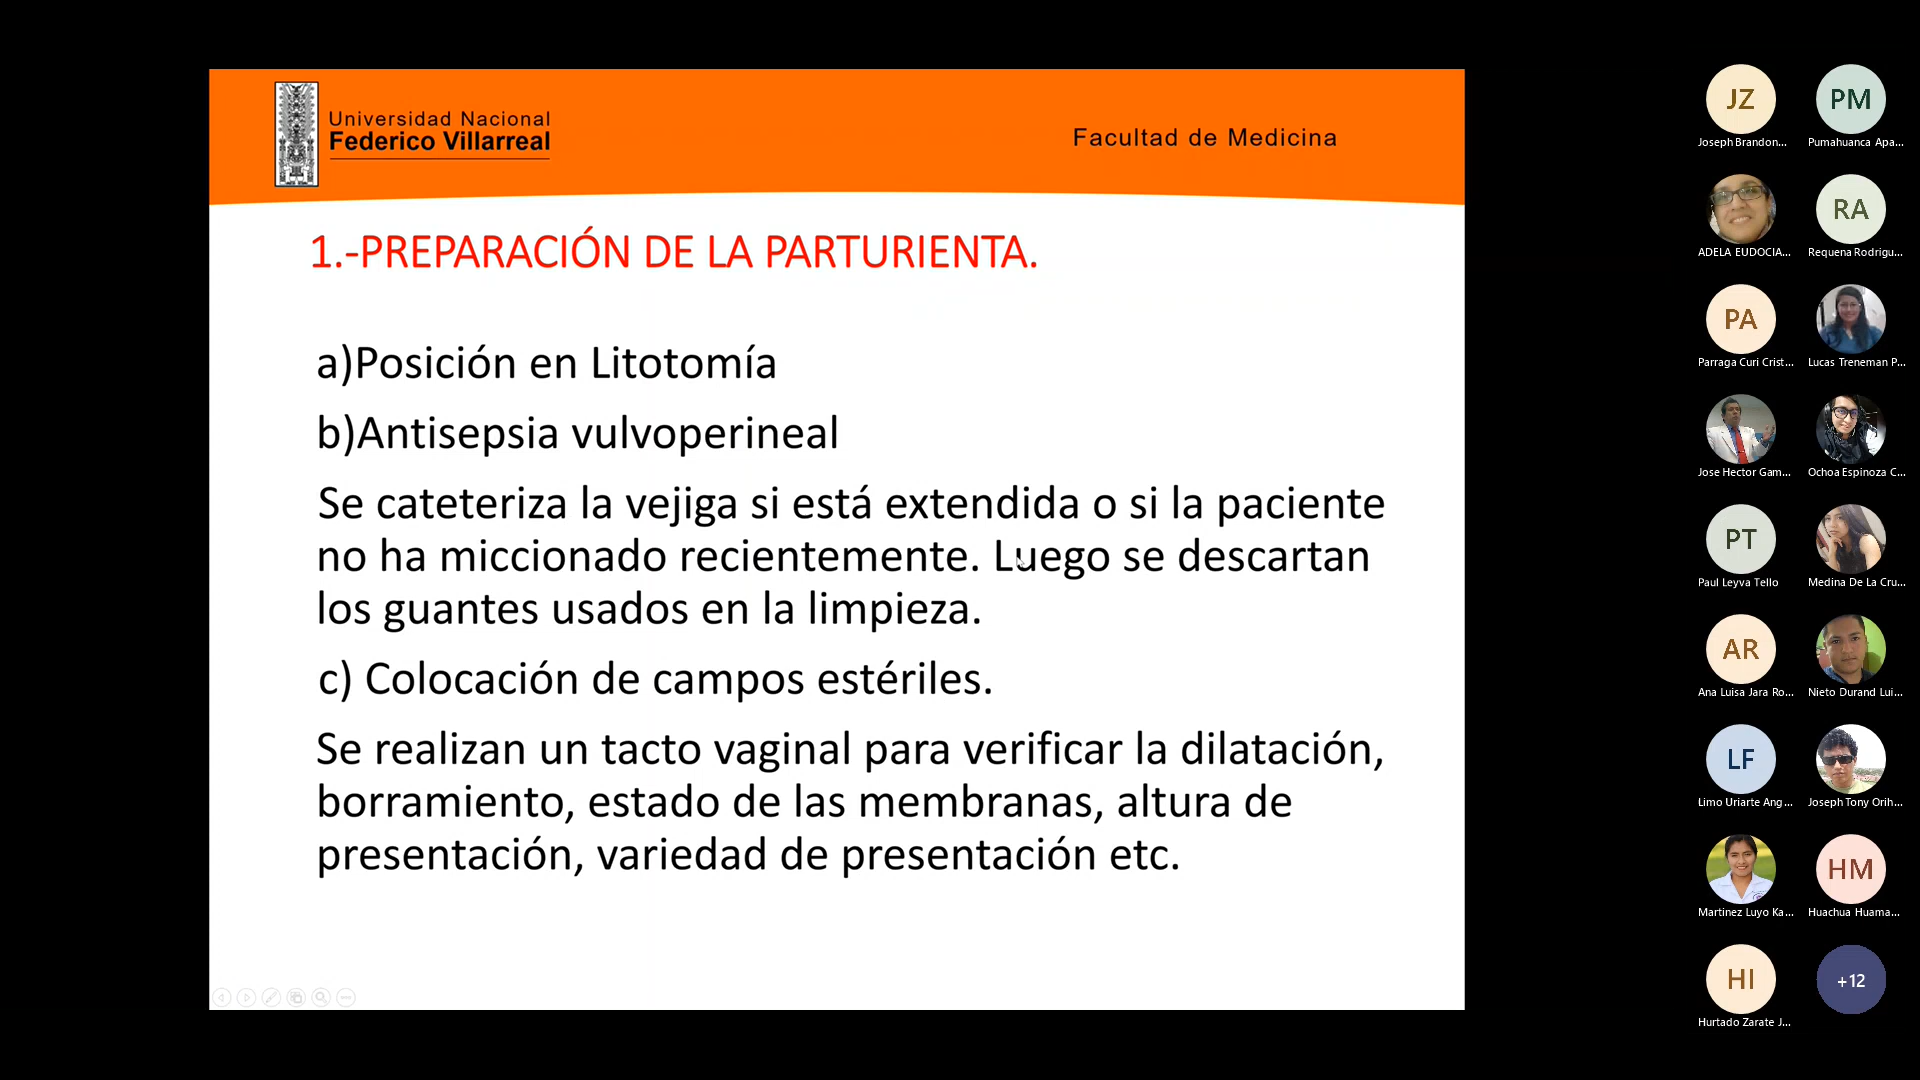 Universidad Nacional
Federico Villarreal
Facultad de Medicina
1.-PREPARACIÓN DE LA PARTURIENTA.
a)Posición en Litotomía
b)Antisepsia vulvoperineal
Se cateteriza la vejiga si está extendida o si la paciente
no ha miccionado recientemente. Luego se descartan
los guantes usados en la limpieza.
c) Colocación de campos estériles.
Se realizan un tacto vaginal para verificar la dilatación,
borramiento, estado de las membranas, altura de
presentación, variedad de presentación etc.
JZ
Joseph Brandon...
PM
Pumahuanca Apa...
ADELA EUDOCIA...
RA
Requena Rodrigu...
PA
Parraga Curi Crist...
Lucas Treneman P...
Jose Hector Gam...
Ochoa Espinoza C...
PT
Paul Leyva Tello
Medina De La Cru...
AR
Ana Luisa Jara Ro...
Nieto Durand Lui...
LF
Limo Uriarte Ang...
Joseph Tony Orih...
Martinez Luyo Ka...
HM
Huachua Huama...
HI
Hurtado Zarate J...
+12